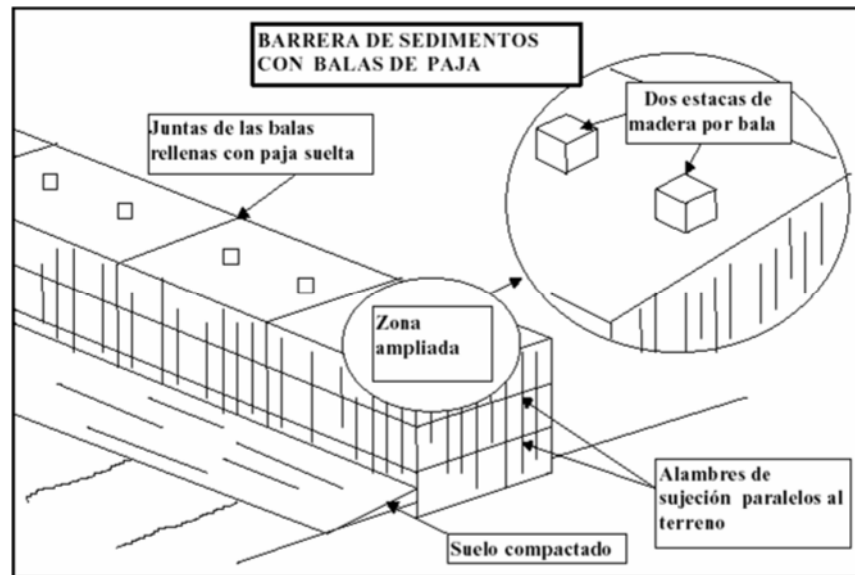 BARRERA DE SEDIMENTOS
CON BALAS DE PAJA
Dos estacas de
madera por bala
Juntas de las balas
rellenas con paja suelta
Zona
ampliada
Alambres de
sujeción paralelos al
terreno
Suelo compactado